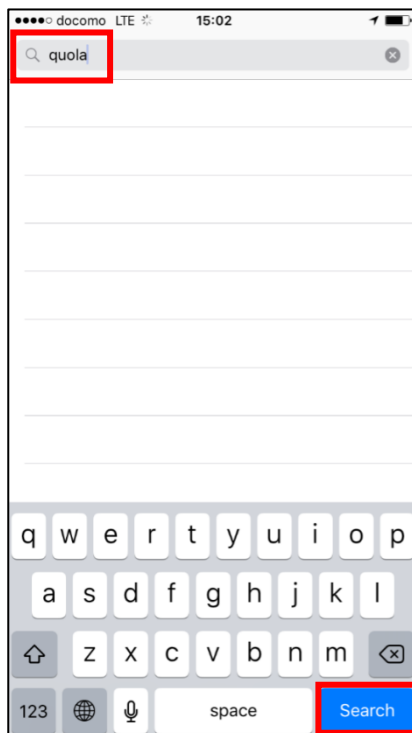 docomo LTE 15:02
quola
q w e r t y u i o p
a s d f g h j k l
z x c v b n m
123 space Search